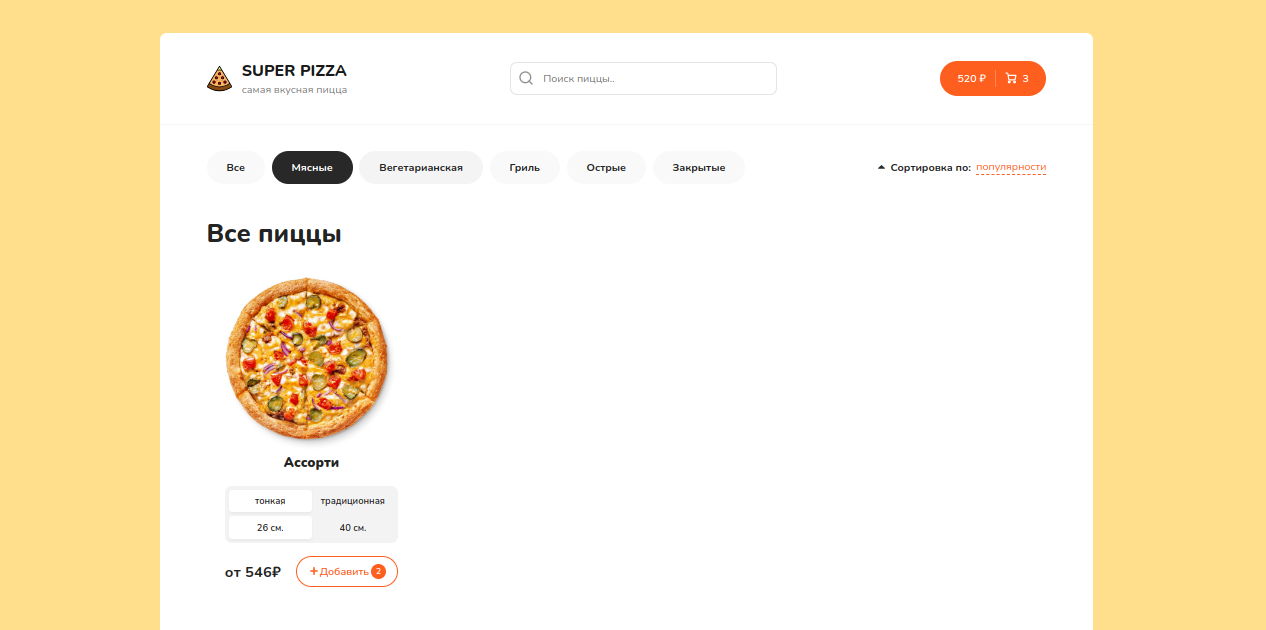 SUPER PIZZA
самая вкусная пицца
Поиск пиццы..
520 ₽ 3
Все Мясные Вегетарианская Гриль Острые Закрытые Сортировка по: популярности
Все пиццы
Ассорти
тонкая традиционная
26 см. 40 см.
от 546₽ + Добавить 2